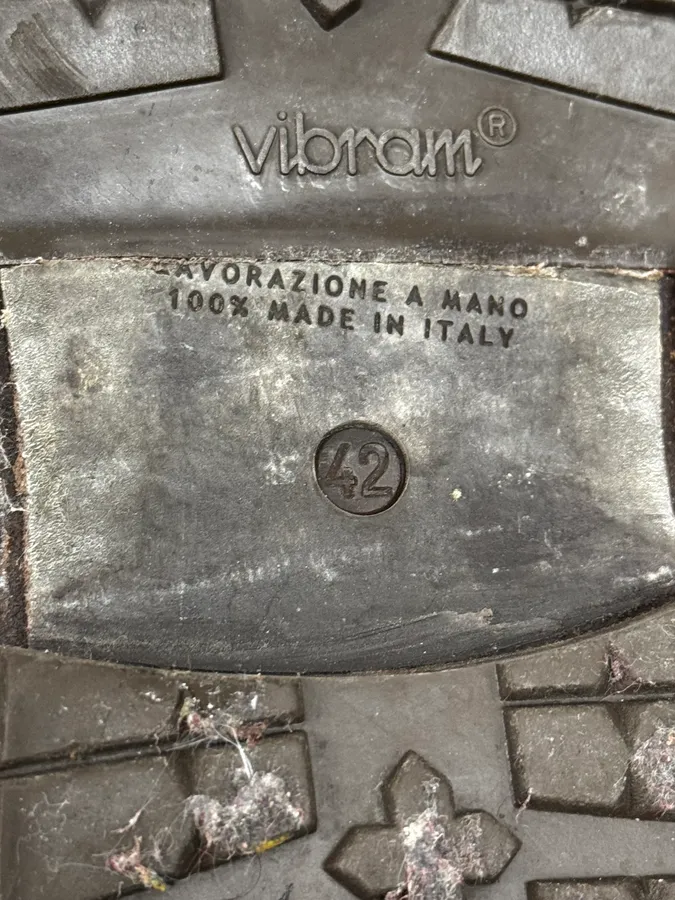 vibram®
LAVORAZIONE A MANO
100% MADE IN ITALY
42